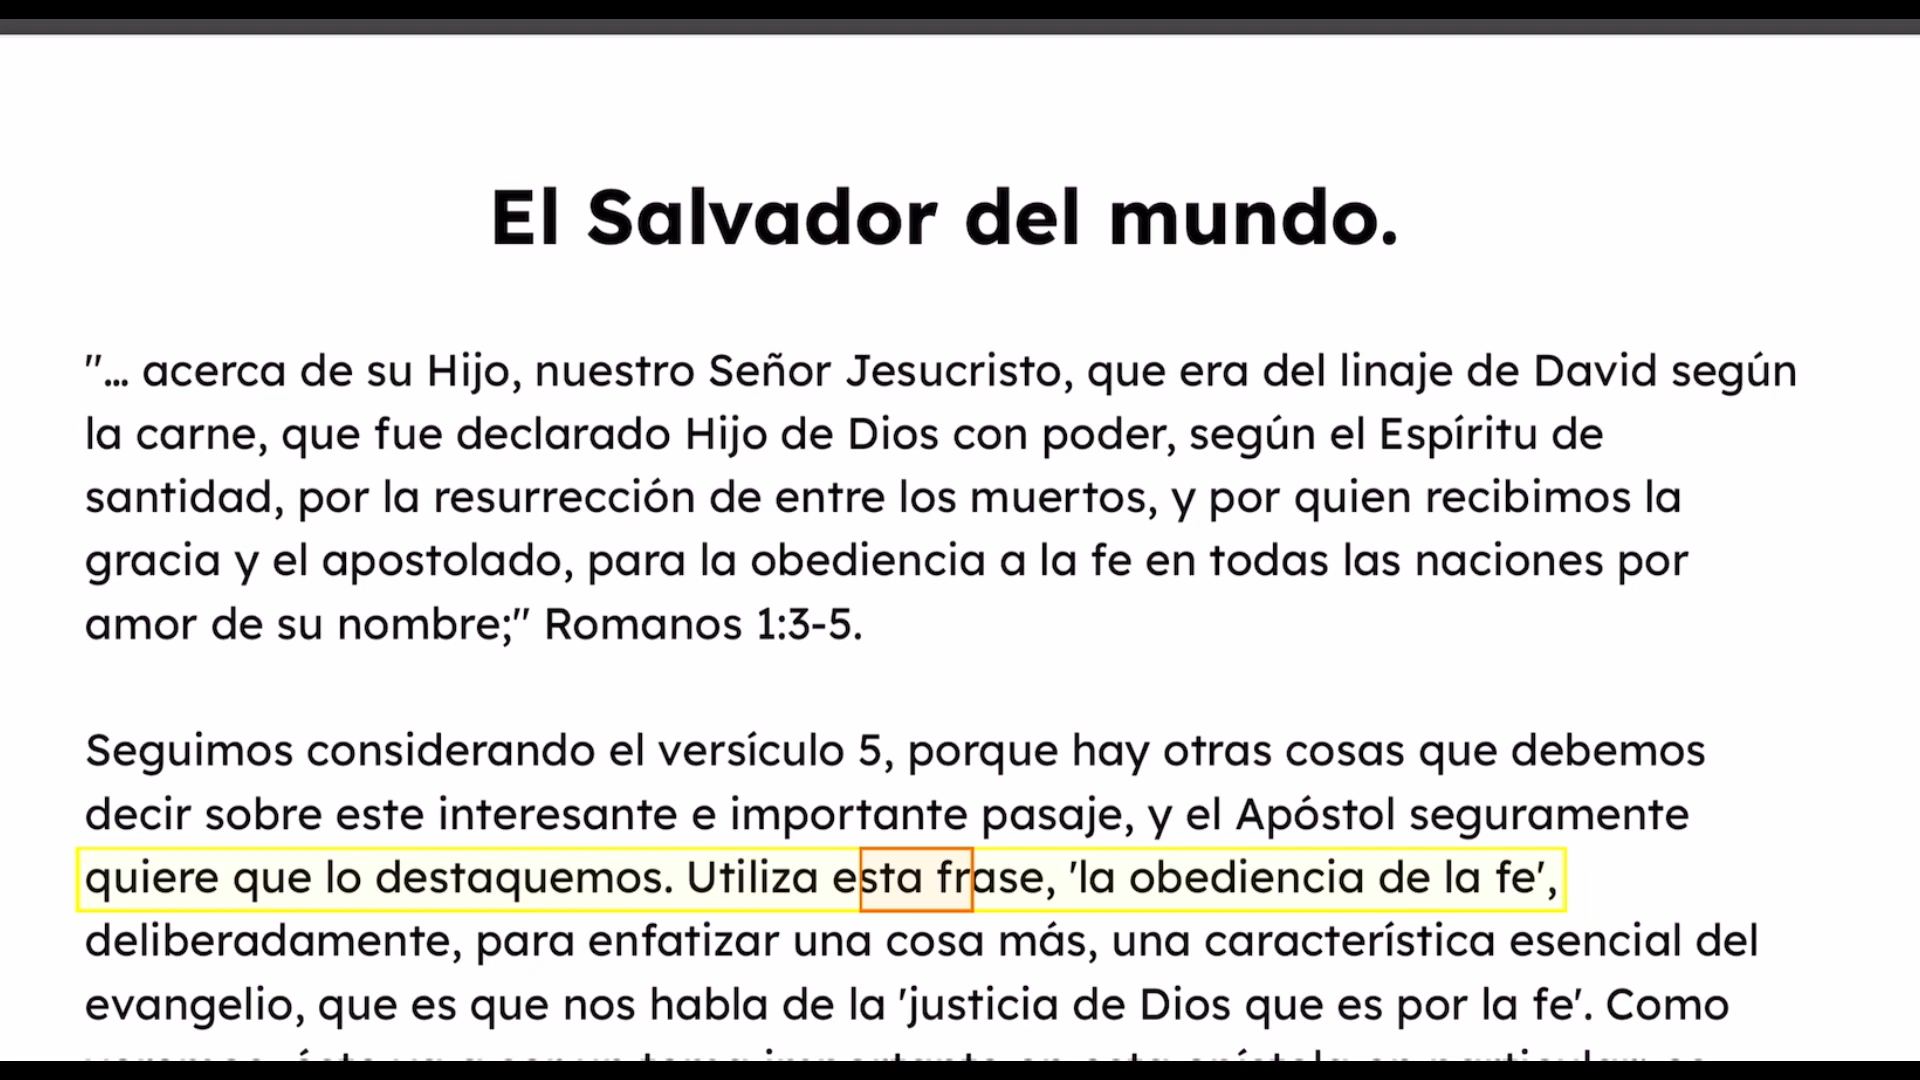 El Salvador del mundo.
"... acerca de su Hijo, nuestro Señor Jesucristo, que era del linaje de David según
la carne, que fue declarado Hijo de Dios con poder, según el Espíritu de
santidad, por la resurrección de entre los muertos, y por quien recibimos la
gracia y el apostolado, para la obediencia a la fe en todas las naciones por
amor de su nombre;" Romanos 1:3-5.
Seguimos considerando el versículo 5, porque hay otras cosas que debemos
decir sobre este interesante e importante pasaje, y el Apóstol seguramente
quiere que lo destaquemos. Utiliza esta frase, 'la obediencia de la fe',
deliberadamente, para enfatizar una cosa más, una característica esencial del
evangelio, que es que nos habla de la 'justicia de Dios que es por la fe'. Como